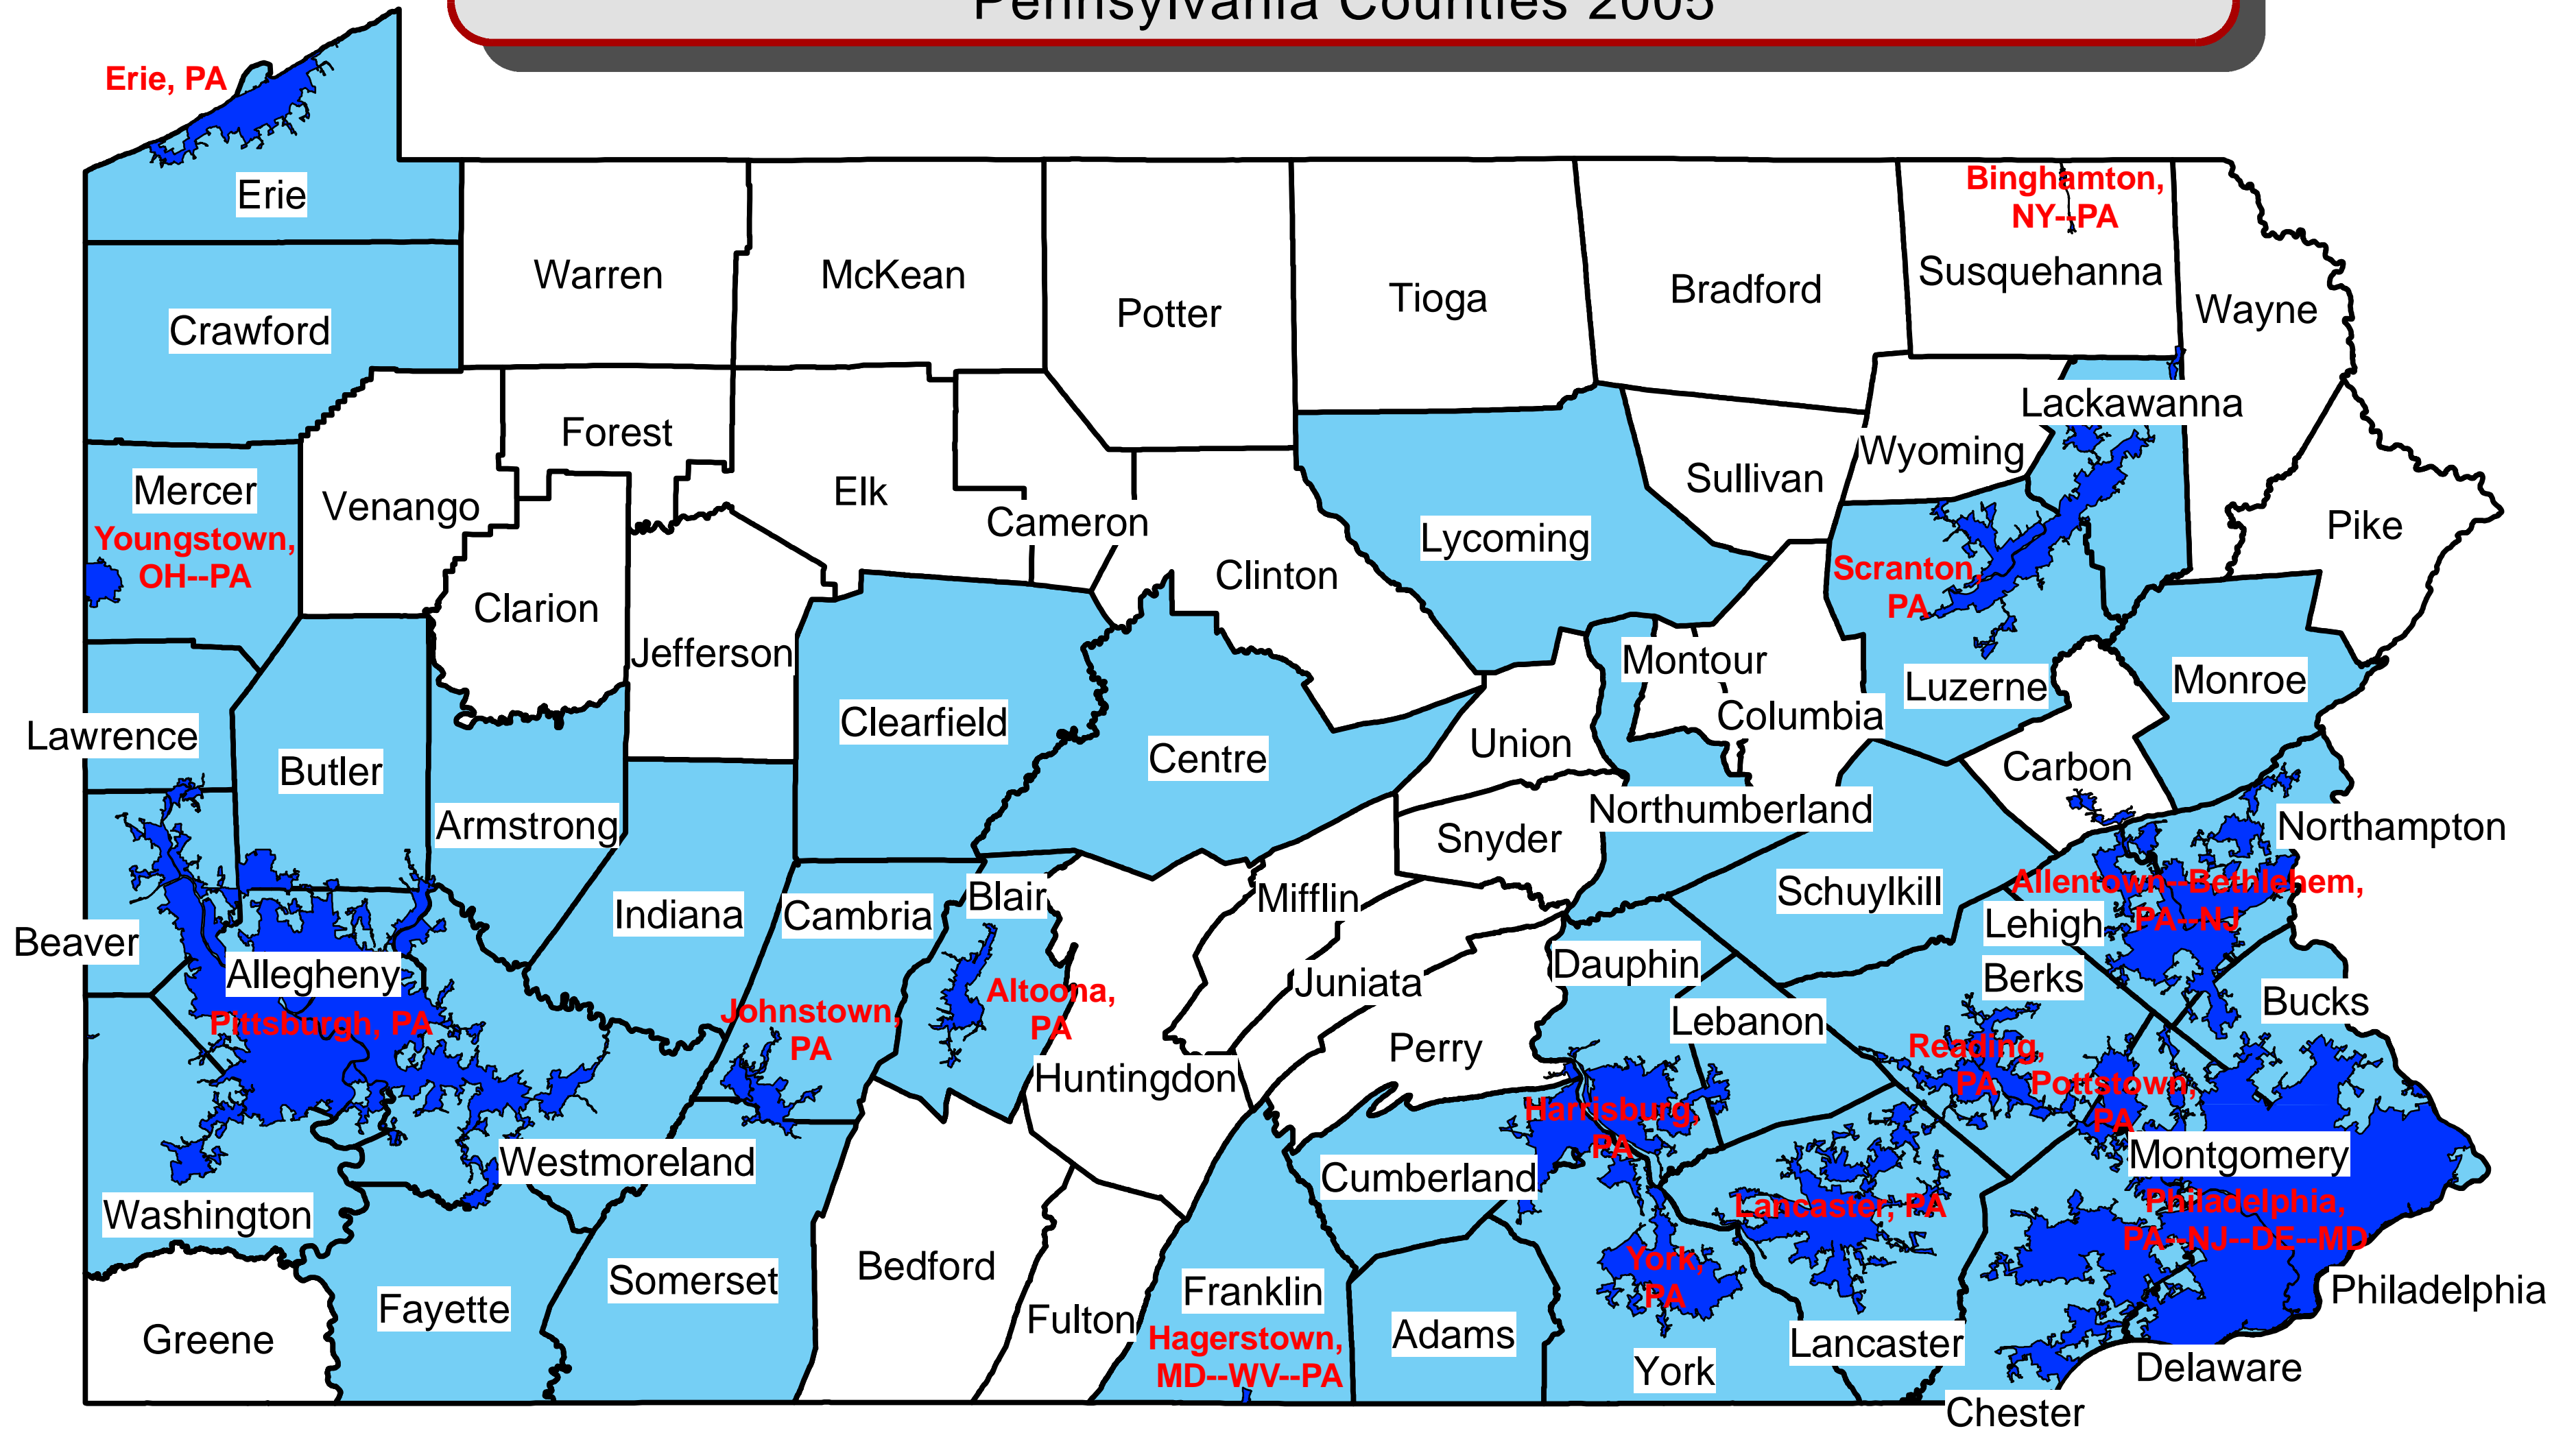 Pennsylvania Counties 2005
Erie, PA
Erie
Crawford
Warren
McKean
Potter
Tioga
Bradford
Binghamton,
NY--PA
Susquehanna
Wayne
Mercer
Youngstown,
OH--PA
Venango
Forest
Elk
Cameron
Clinton
Lycoming
Sullivan
Wyoming
Lackawanna
Pike
Scranton,
PA
Clarion
Jefferson
Lawrence
Butler
Armstrong
Clearfield
Centre
Union
Montour
Columbia
Luzerne
Monroe
Carbon
Northampton
Snyder
Northumberland
Schuylkill
Allentown--Bethlehem,
PA--NJ
Lehigh
Berks
Bucks
Beaver
Allegheny
Pittsburgh, PA
Indiana
Cambria
Blair
Mifflin
Juniata
Dauphin
Lebanon
Perry
Johnstown,
PA
Altoona,
PA
Huntingdon
Reading,
PA
Pottstown,
PA
Harrisburg,
PA
Montgomery
Westmoreland
Washington
Cumberland
Lancaster, PA
Philadelphia,
PA--NJ--DE--MD
Philadelphia
Greene
Fayette
Somerset
Bedford
Fulton
Franklin
Hagerstown,
MD--WV--PA
Adams
York,
PA
York
Lancaster
Delaware
Chester